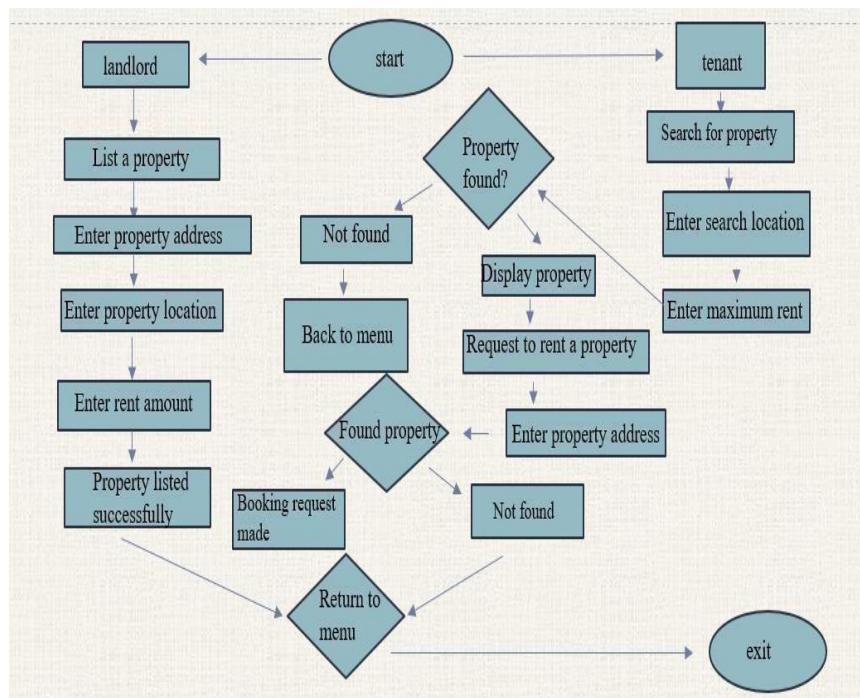 start
landlord
List a property
Enter property address
Enter property location
Enter rent amount
Property listed
successfully
tenant
Search for property
Enter search location
Enter maximum rent
Property
found?
Not found
Back to menu
Display property
Request to rent a property
Enter property address
Found property
Booking request
made
Not found
Return to
menu
exit